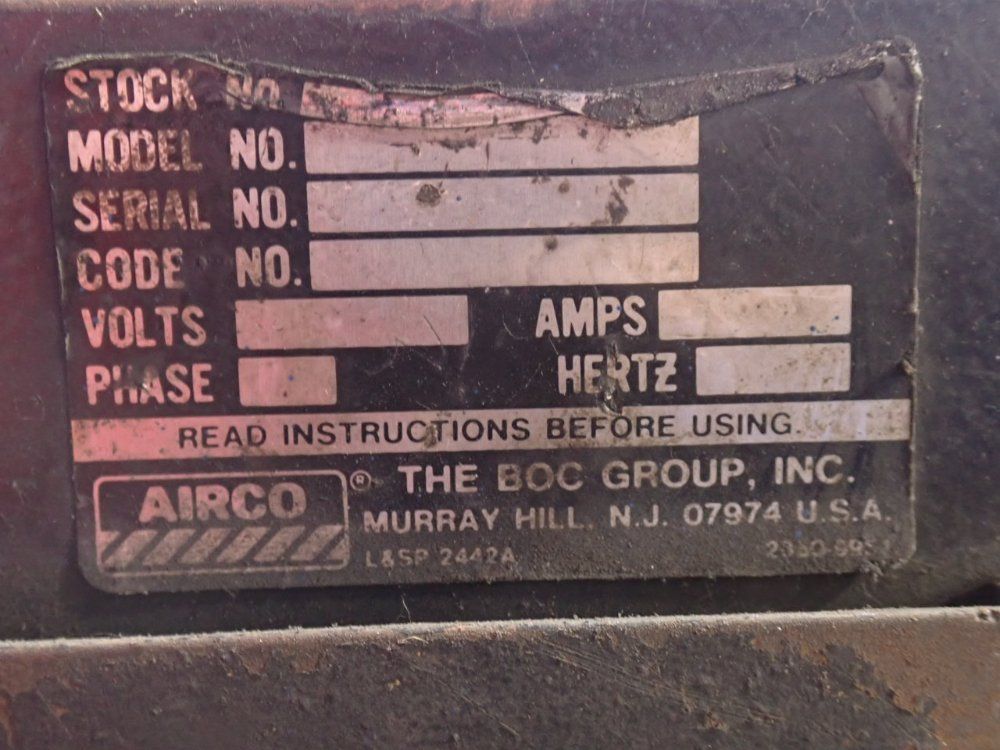 STOCK NO.
MODEL NO.
SERIAL NO.
CODE NO.
VOLTS AMPS
PHASE HERTZ
READ INSTRUCTIONS BEFORE USING.
AIRCO ® THE BOC GROUP, INC.
MURRAY HILL, N.J. 07974 U.S.A.
L&SP 2442A